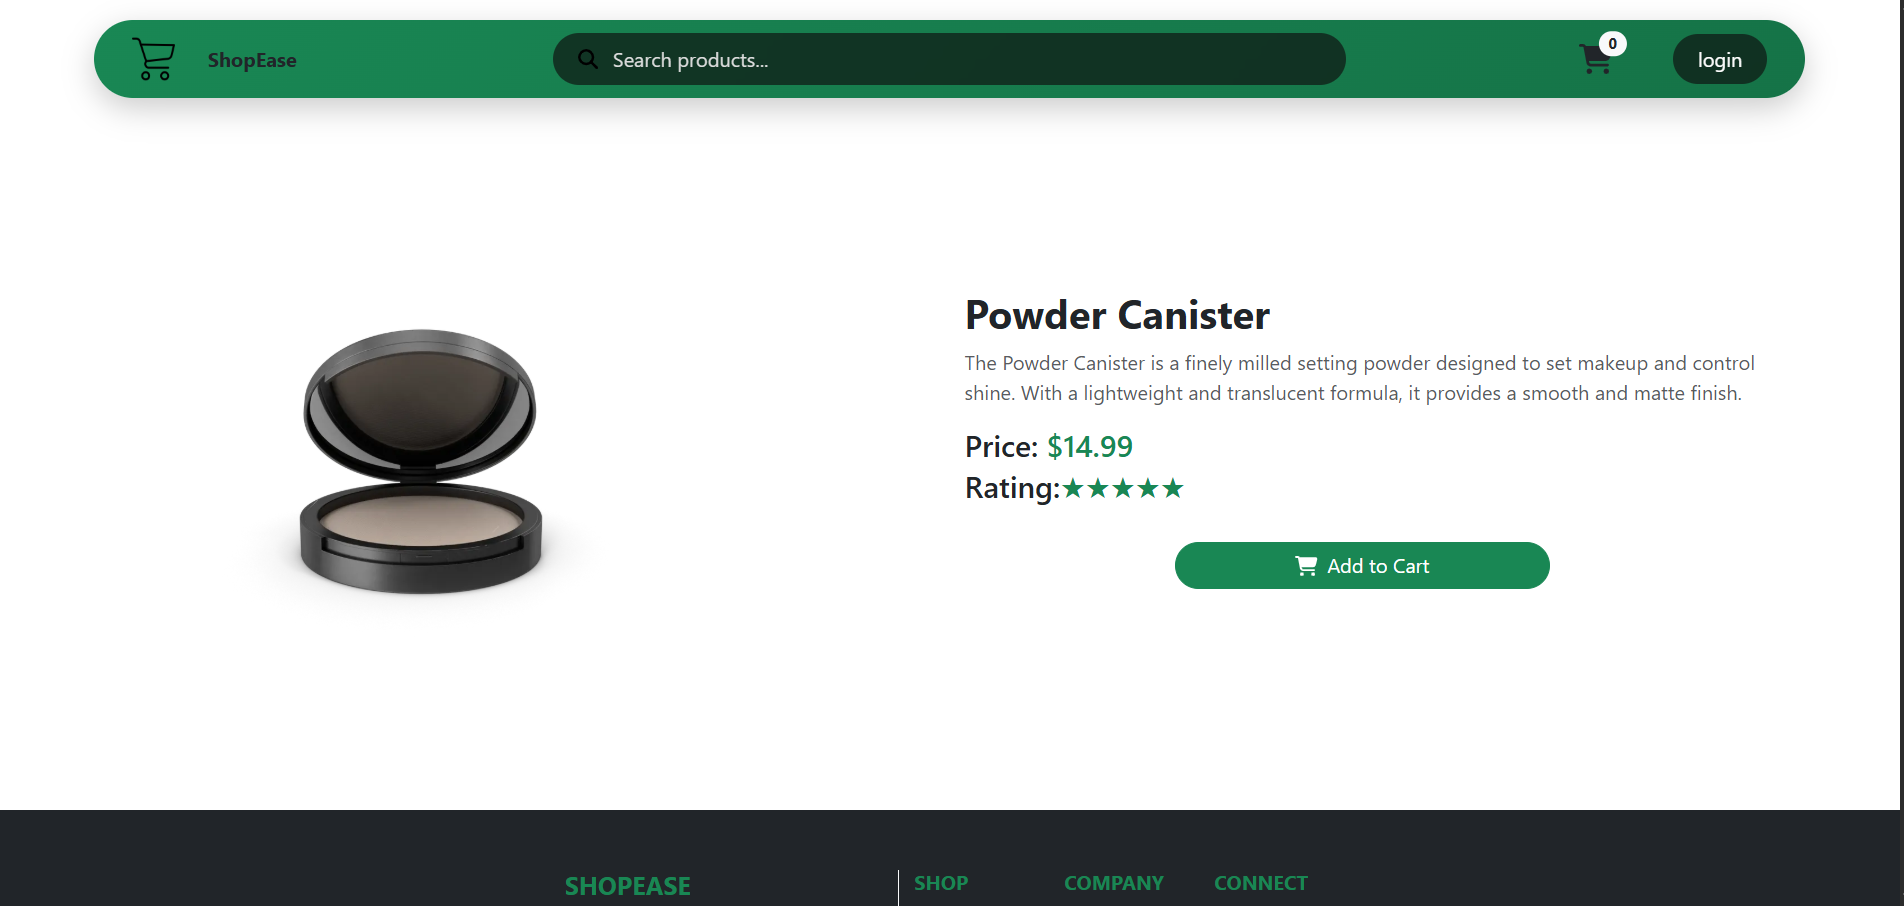 ShopEase
Search products...
0
login
Powder Canister
The Powder Canister is a finely milled setting powder designed to set makeup and control
shine. With a lightweight and translucent formula, it provides a smooth and matte finish.
Price: $14.99
Rating:★★★★★
Add to Cart
SHOPEASE
SHOP
COMPANY
CONNECT